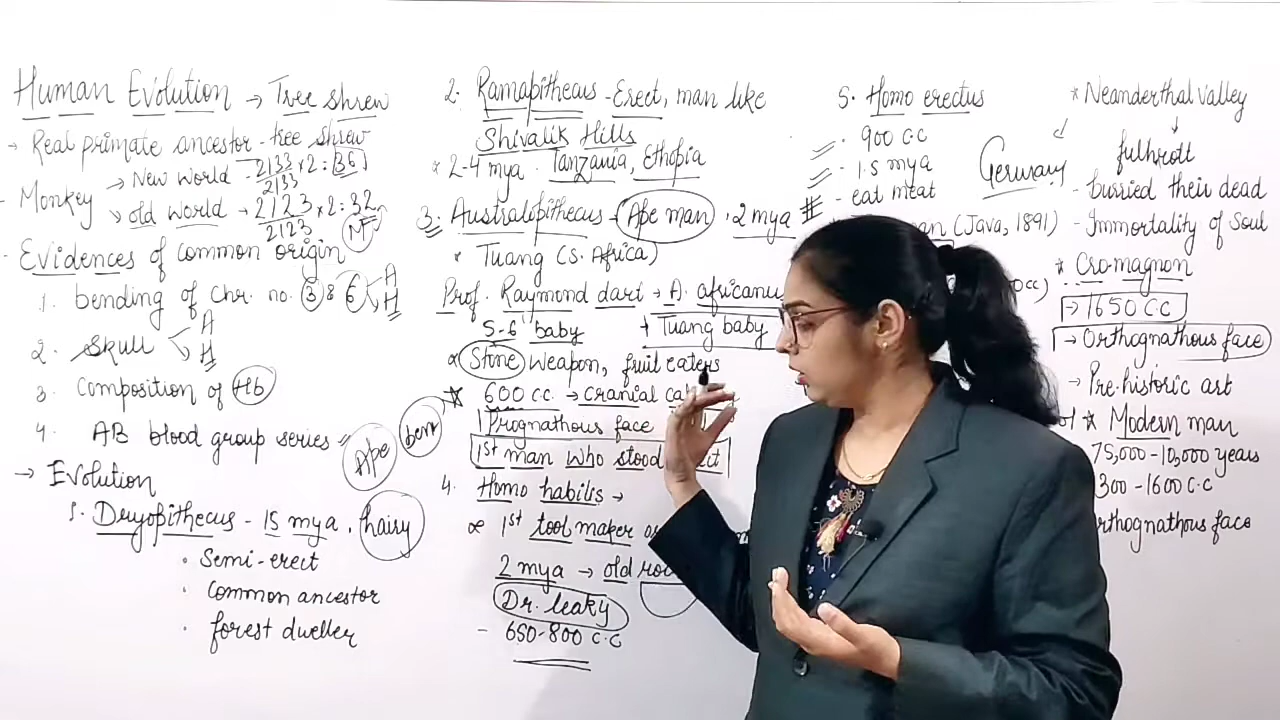 Human Evolution → Tree shrew
→ Real primate ancestor - tree shrew
- Monkey → New world - 2133/2133 × 2 = 36
→ old world → 2123/2123 × 2 = 32
- Evidences of common origin
1. bending of chr. no. 3 & 6 A H
2. Skull A H
3. Composition of Hb
4. AB blood group series Ape
→ Evolution
1. Dryopithecus - 15 mya, hairy
• Semi-erect
• common ancestor
• forest dweller
2. Ramapithecus - Erect, man like
Shivalik Hills
2-4 mya. Tanzania, Ethopia
3. Australopithecus - Ape man, 2 mya
* Tuang (S. Africa)
Prof. Raymond dart → A. africanu
5-6 baby Tuang baby
Stone weapon, fruit eaters
600 c.c. → cranial ca
Prognathous face
1st man who stood
4. Homo habilis →
1st tool maker
2 mya → old
Dr. leaky
- 650-800 c.c
5. Homo erectus
• 900 c.c
- 1.5 mya
- eat meat
an (Java, 1891)
0cc)
* Neanderthal valley
Germany fulhrott
- burried their dead
- Immortality of Soul
* Cro-magnon
→ 1650 c.c
→ Orthognathous face
→ Pre-historic art
* Modern man
75,000-10,000 years
300 - 1600 c.c
orthognathous face